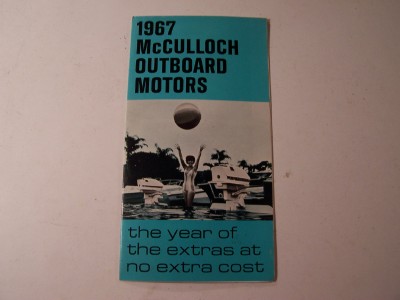 1967
McCULLOCH
OUTBOARD
MOTORS
the year of
the extras at
no extra cost